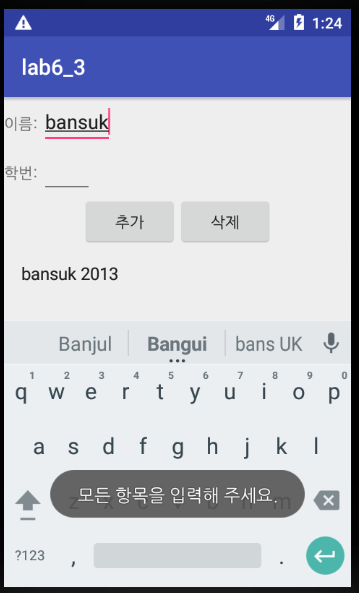 4G 1:24
lab6_3
이름: bansuk
학번:
추가 삭제
bansuk 2013
Banjul Bangui bans UK
1 2 3 4 5 6 7 8 9 0
q w e r t y u i o p
a s d f g h j k l
모든 항목을 입력해 주세요.
?123 , .